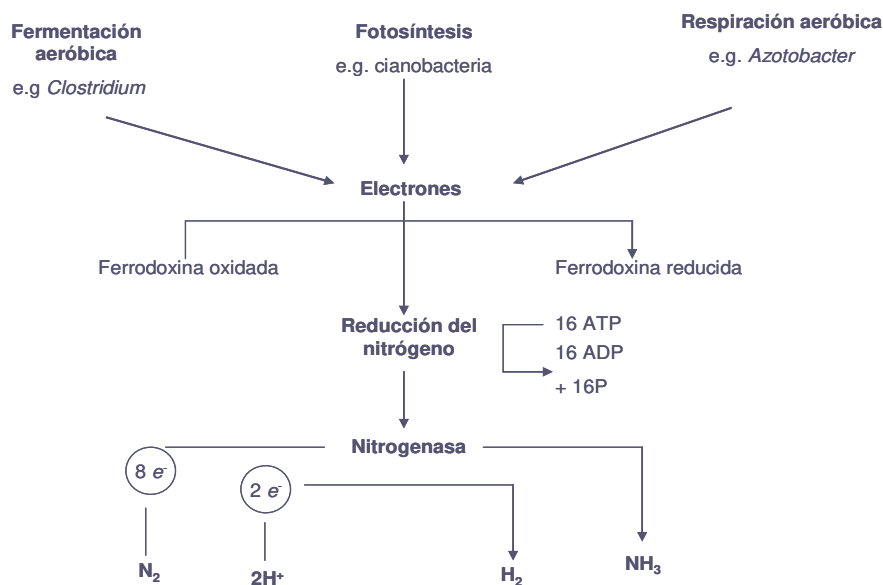 Fermentación
aeróbica
e.g Clostridium
Fotosíntesis
e.g. cianobacteria
Respiración aeróbica
e.g. Azotobacter
Electrones
Ferrodoxina oxidada
Ferrodoxina reducida
Reducción del
nitrógeno
16 ATP
16 ADP
+ 16P
Nitrogenasa
8 e-
2 e-
N₂
2H⁺
H₂
NH₃